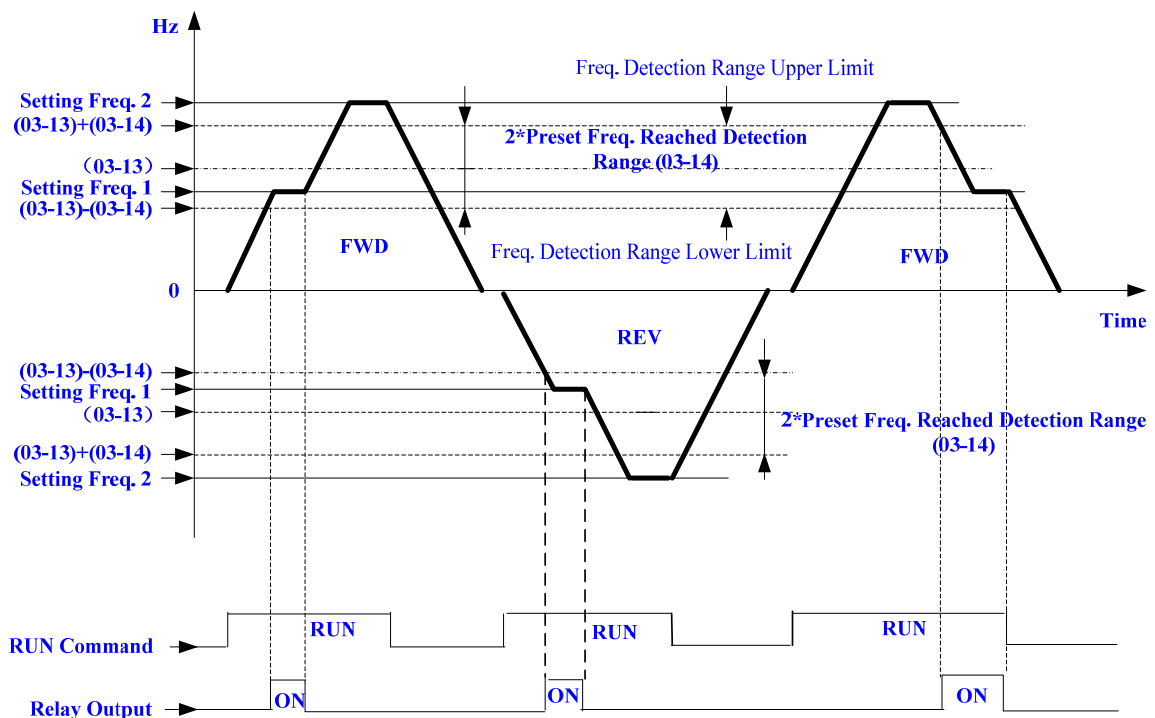 Hz
Freq. Detection Range Upper Limit
Setting Freq. 2
(03-13)+(03-14)
2*Preset Freq. Reached Detection
Range (03-14)
(03-13)
Setting Freq. 1
(03-13)-(03-14)
FWD
Freq. Detection Range Lower Limit
FWD
0
Time
REV
(03-13)-(03-14)
Setting Freq. 1
(03-13)
2*Preset Freq. Reached Detection Range
(03-14)
(03-13)+(03-14)
Setting Freq. 2
RUN
RUN
RUN
RUN Command
ON
ON
ON
Relay Output